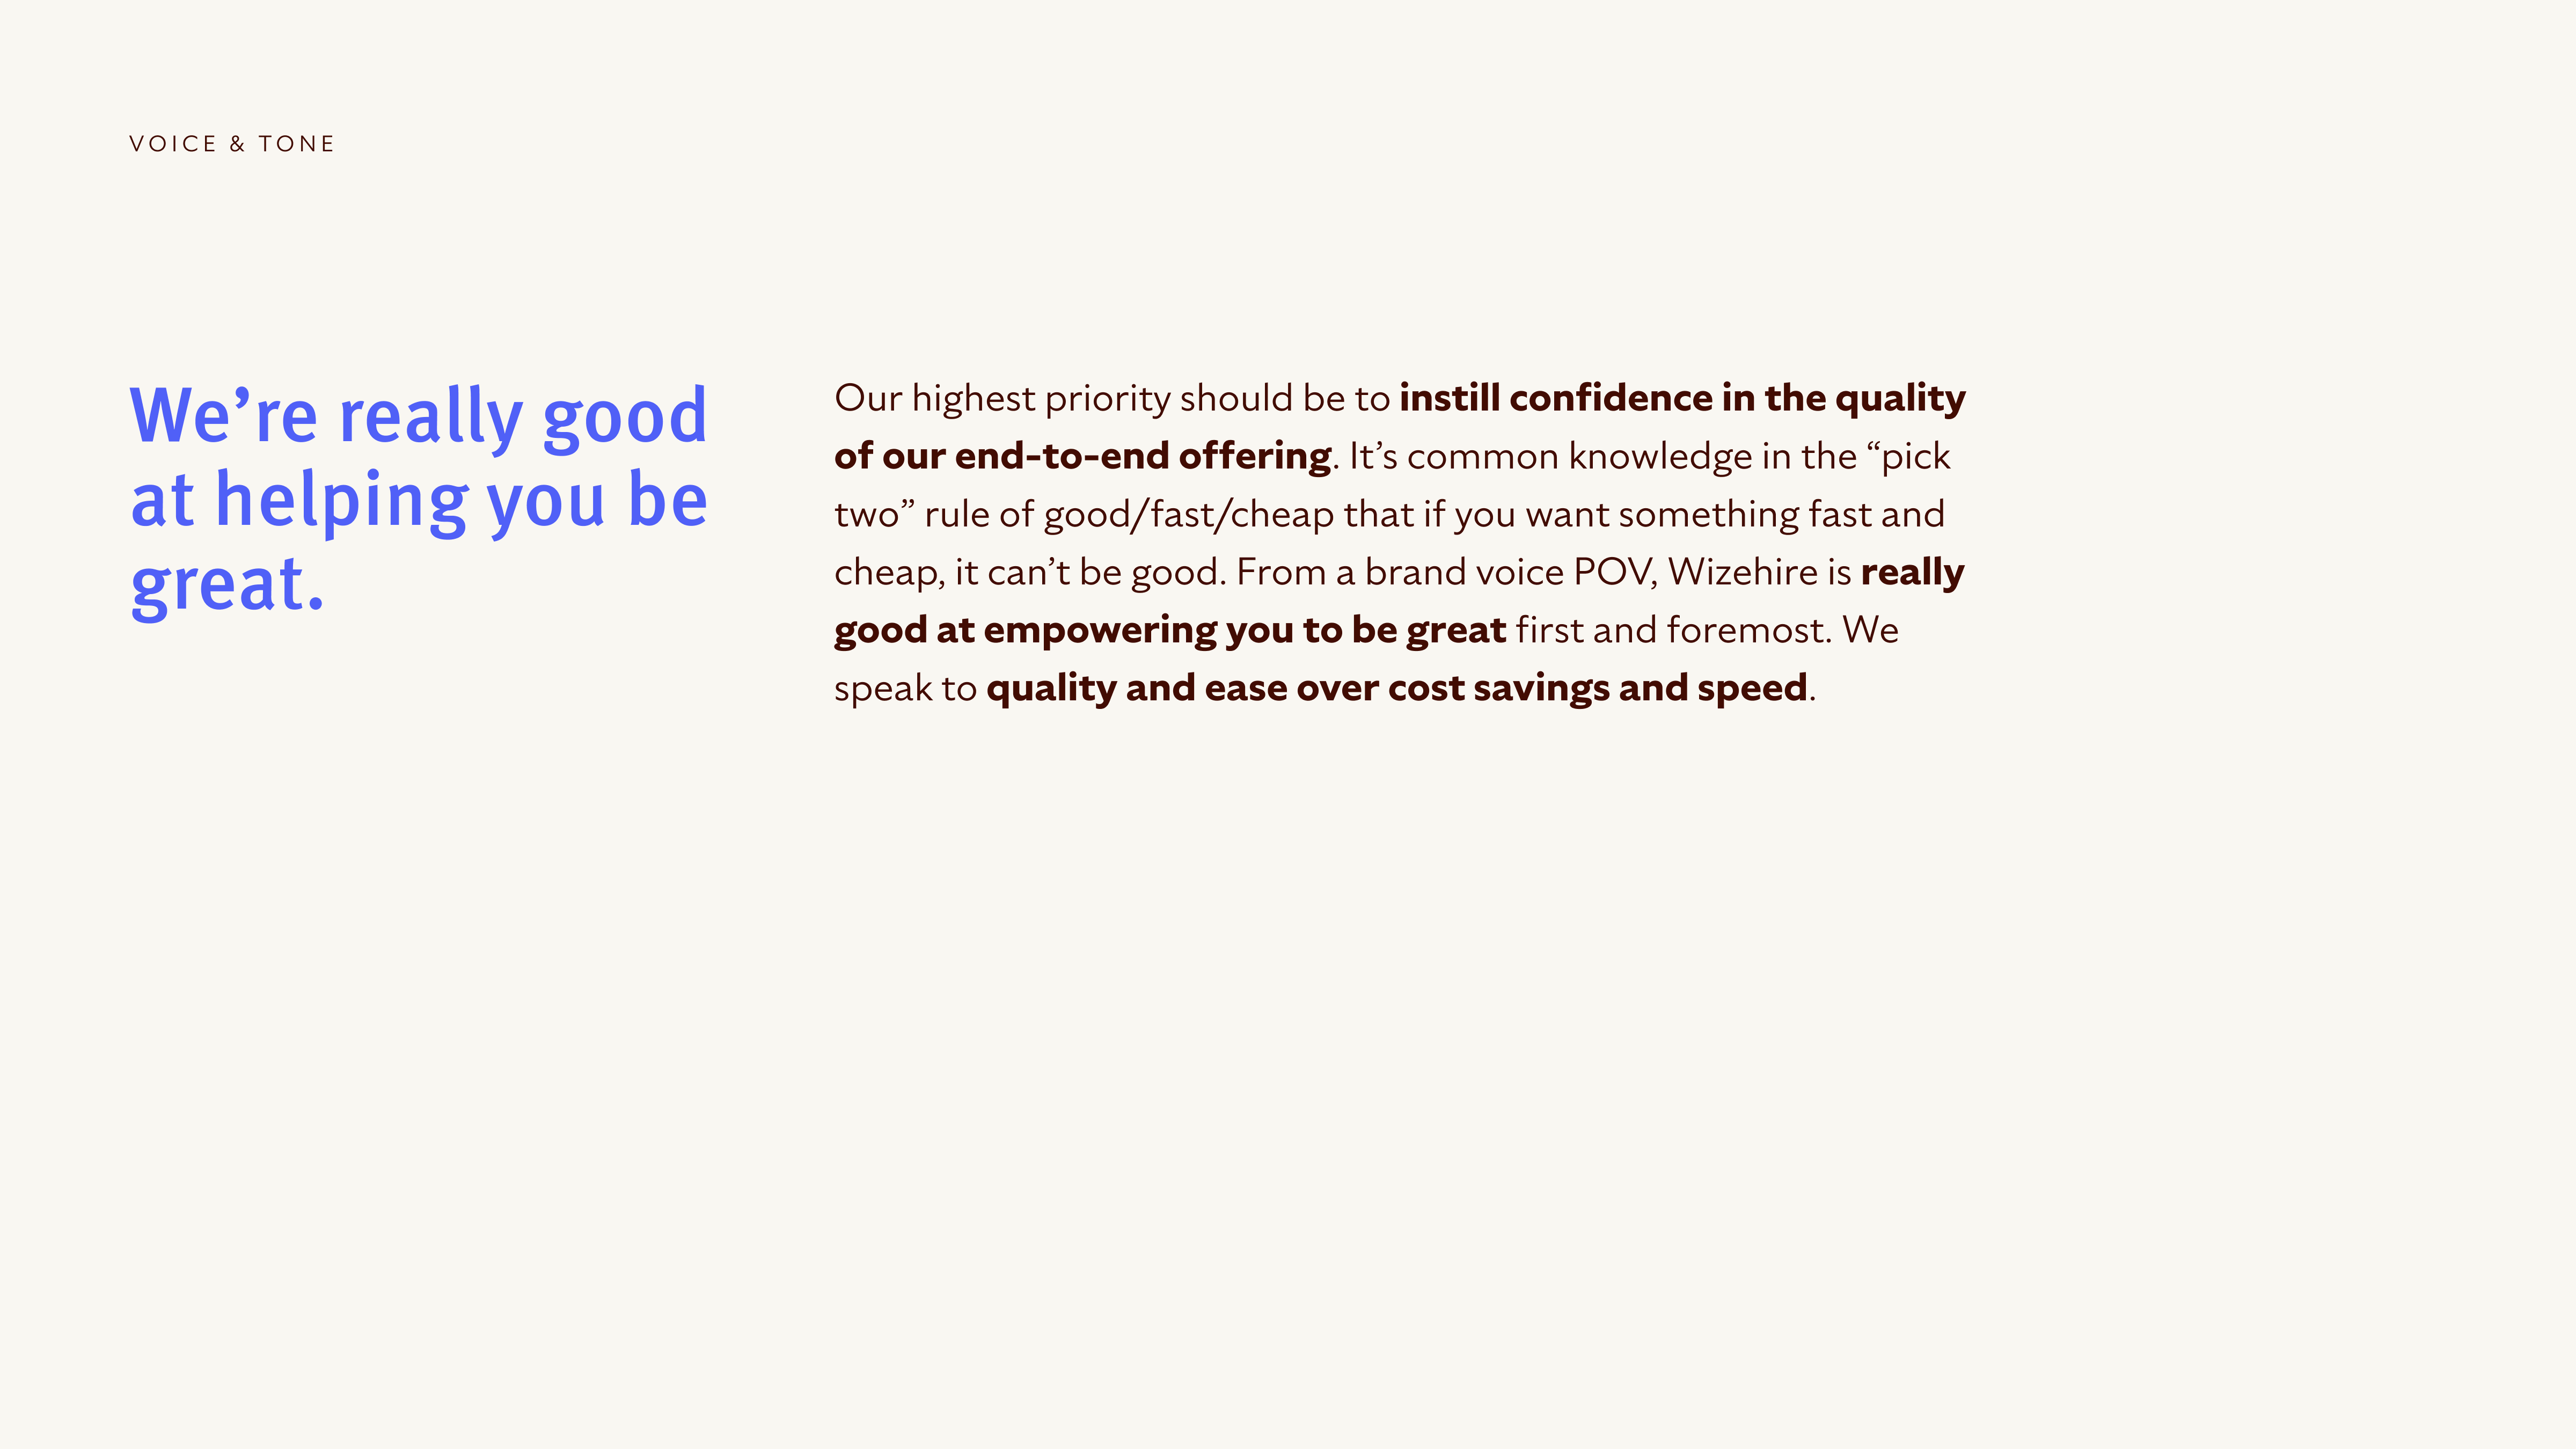 VOICE & TONE
We’re really good
at helping you be
great.
Our highest priority should be to instill confidence in the quality
of our end-to-end offering. It’s common knowledge in the “pick
two” rule of good/fast/cheap that if you want something fast and
cheap, it can’t be good. From a brand voice POV, Wizehire is really
good at empowering you to be great first and foremost. We
speak to quality and ease over cost savings and speed.